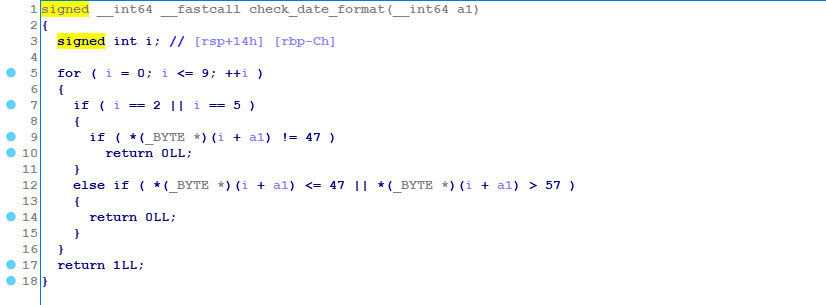 1 signed __int64 __fastcall check_date_format(__int64 a1)
2 {
3   signed int i; // [rsp+14h] [rbp-Ch]
4
5   for ( i = 0; i <= 9; ++i )
6   {
7     if ( i == 2 || i == 5 )
8     {
9       if ( *(_BYTE *)(i + a1) != 47 )
10         return 0LL;
11     }
12     else if ( *(_BYTE *)(i + a1) <= 47 || *(_BYTE *)(i + a1) > 57 )
13     {
14       return 0LL;
15     }
16   }
17   return 1LL;
18 }